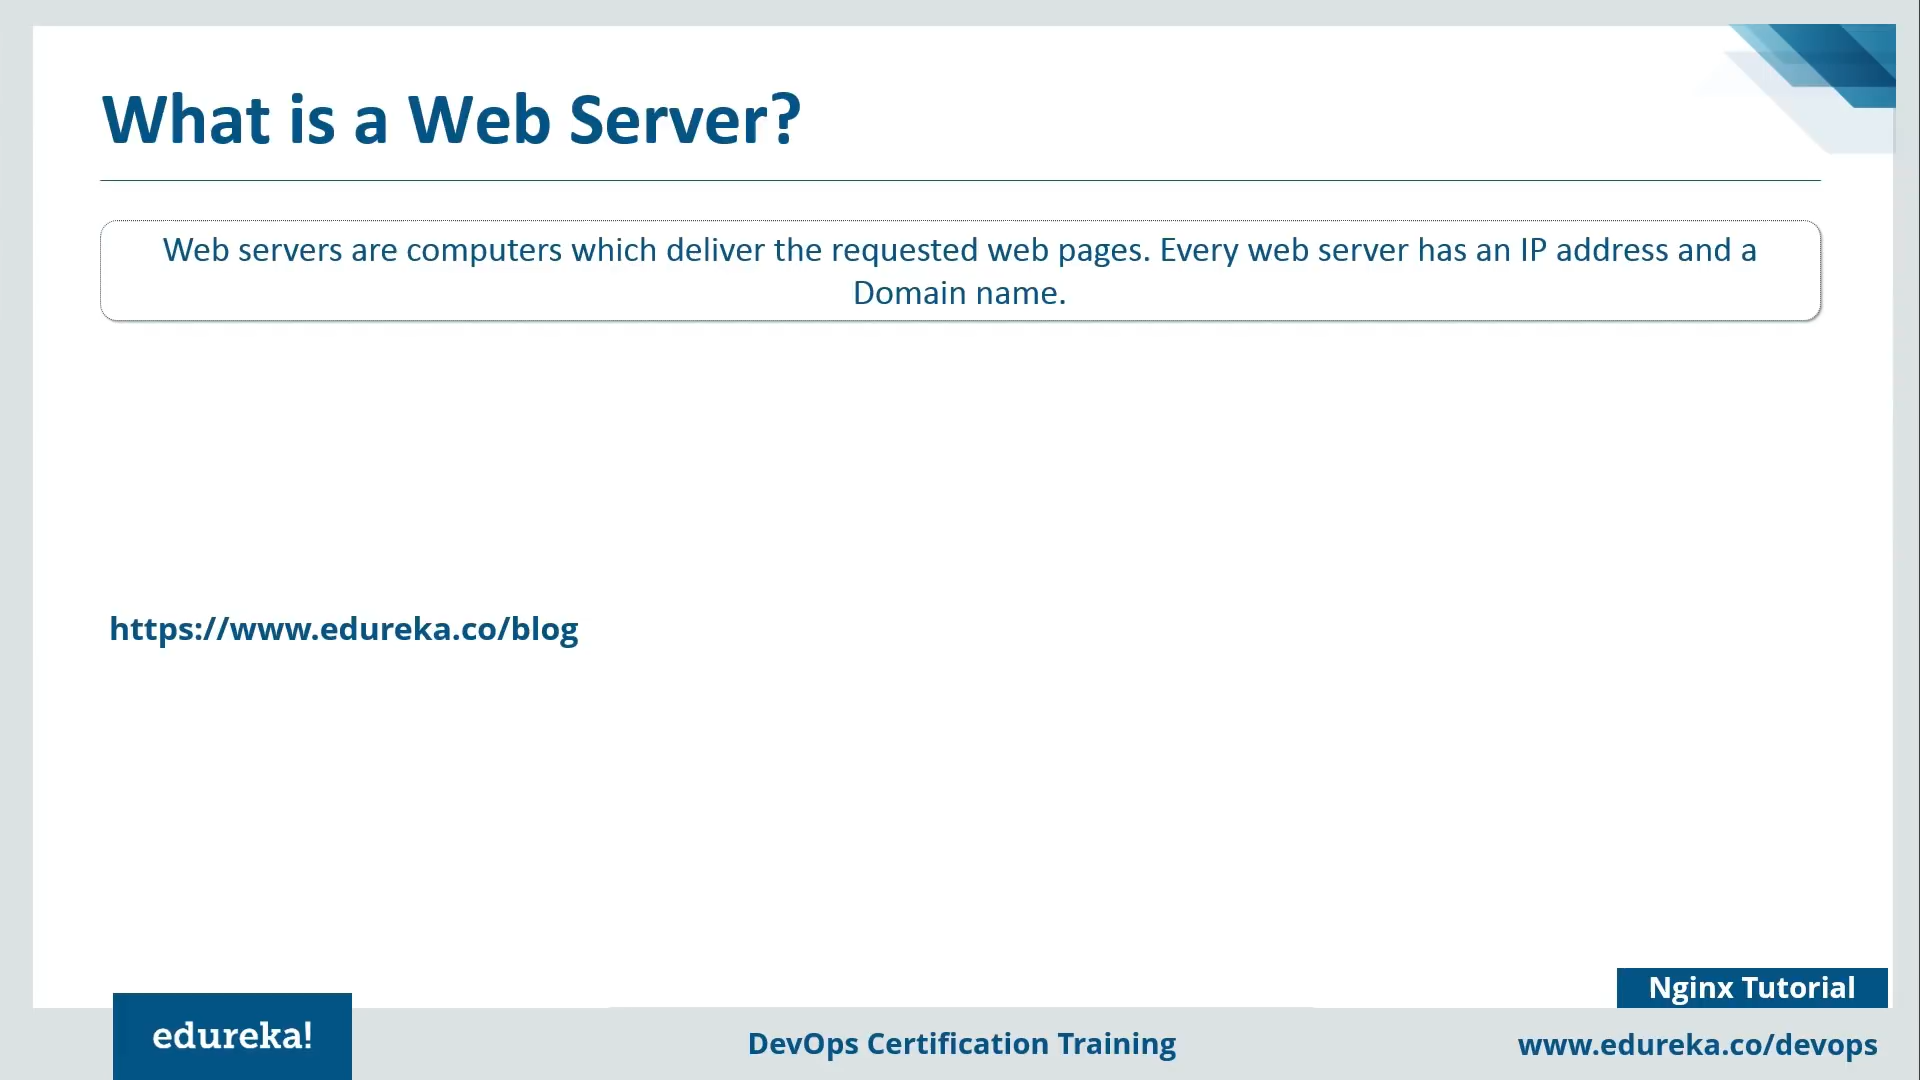 What is a Web Server?
Web servers are computers which deliver the requested web pages. Every web server has an IP address and a
Domain name.
https://www.edureka.co/blog
Nginx Tutorial
edureka!
DevOps Certification Training
www.edureka.co/devops